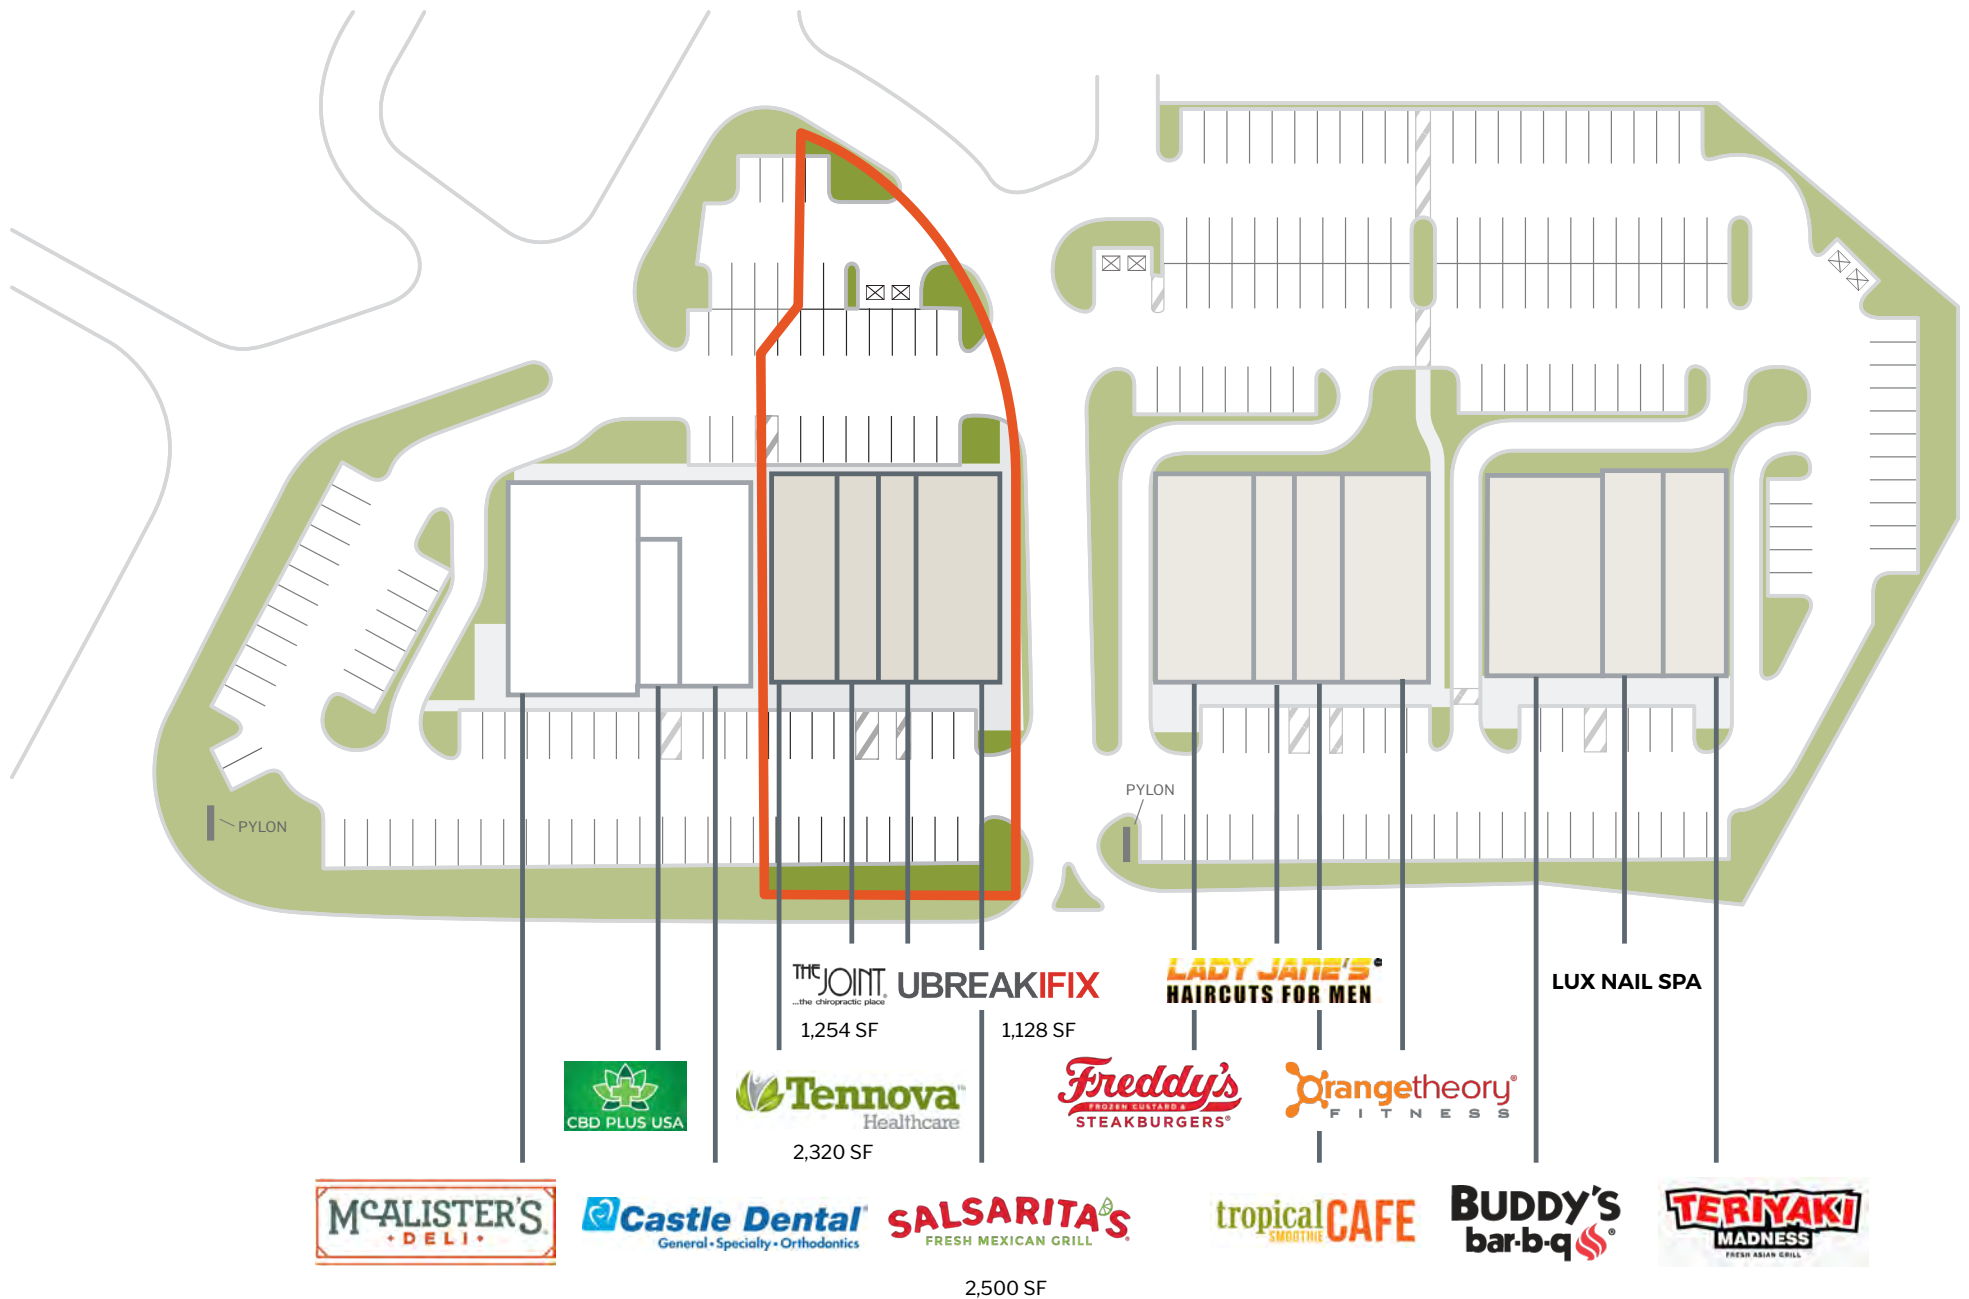 PYLON
PYLON
THE JOINT
...the chiropractic place
UBREAKIFIX
LADY JANE'S
HAIRCUTS FOR MEN
LUX NAIL SPA
1,254 SF
1,128 SF
CBD PLUS USA
Tennova
Healthcare
Freddy's
FROZEN CUSTARD &
STEAKBURGERS®
Orangetheory®
FITNESS
2,320 SF
McALISTER'S
DELI
Castle Dental
General • Specialty • Orthodontics
SALSARITA'S
FRESH MEXICAN GRILL
tropical
SMOOTHIE
CAFE
BUDDY'S
bar-b-q®
TERIYAKI
MADNESS
FRESH ASIAN GRILL
2,500 SF